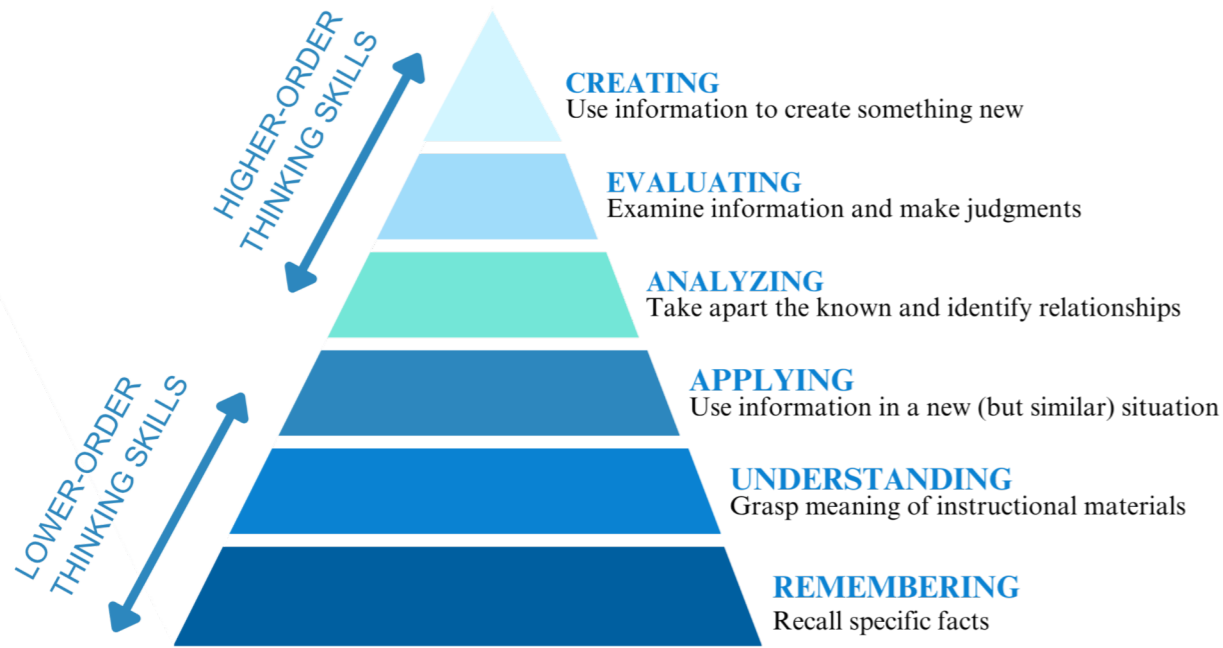 HIGHER-ORDER
THINKING SKILLS
CREATING
Use information to create something new
EVALUATING
Examine information and make judgments
ANALYZING
Take apart the known and identify relationships
LOWER-ORDER
THINKING SKILLS
APPLYING
Use information in a new (but similar) situation
UNDERSTANDING
Grasp meaning of instructional materials
REMEMBERING
Recall specific facts